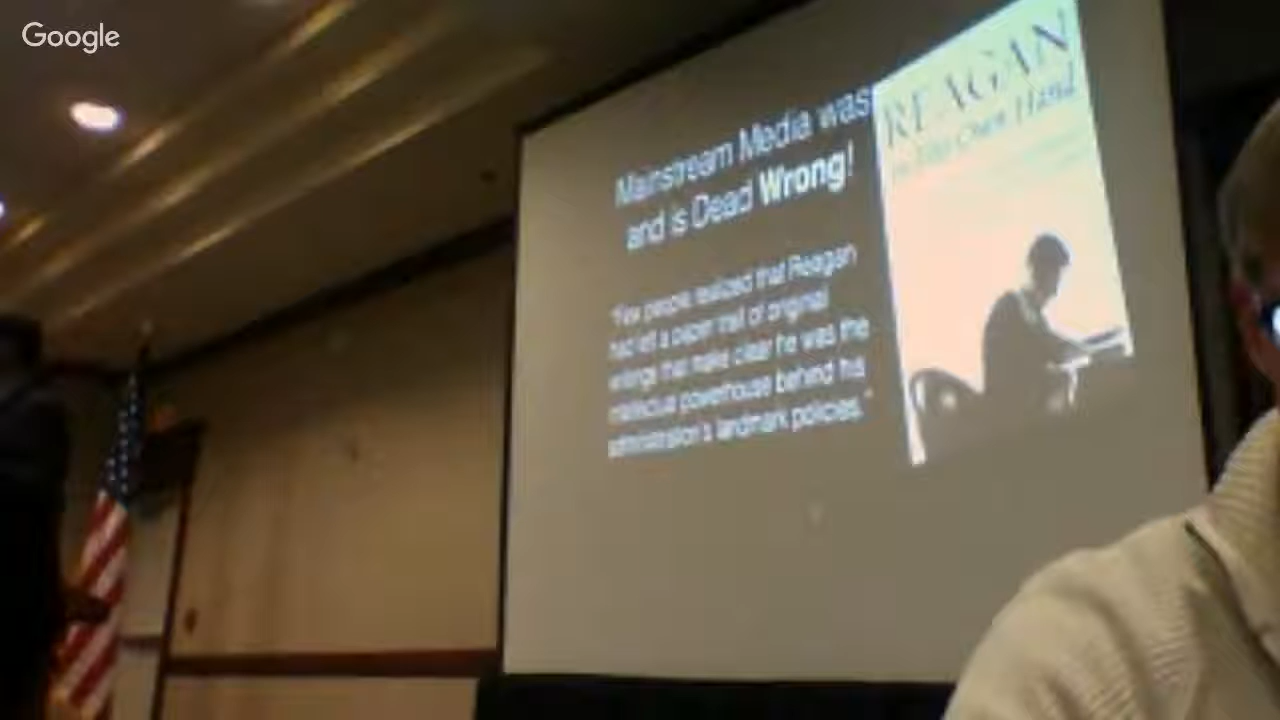 Google
Mainstream Media was
and is Dead Wrong!
"Few people realized that Reagan
had left a paper trail of original
writings that make clear he was the
intellectual powerhouse behind his
administration's landmark policies."
REAGAN
In His Own Hand